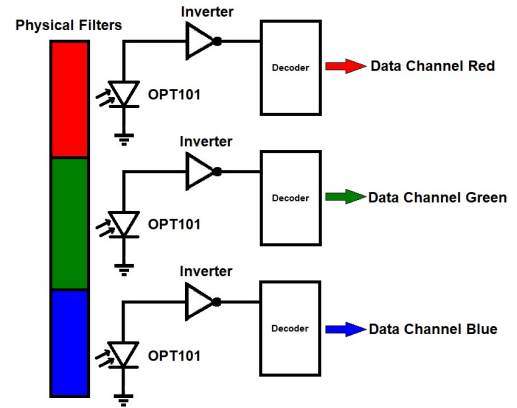 Physical Filters
Inverter
OPT101
Decoder
Data Channel Red
Inverter
OPT101
Decoder
Data Channel Green
Inverter
OPT101
Decoder
Data Channel Blue